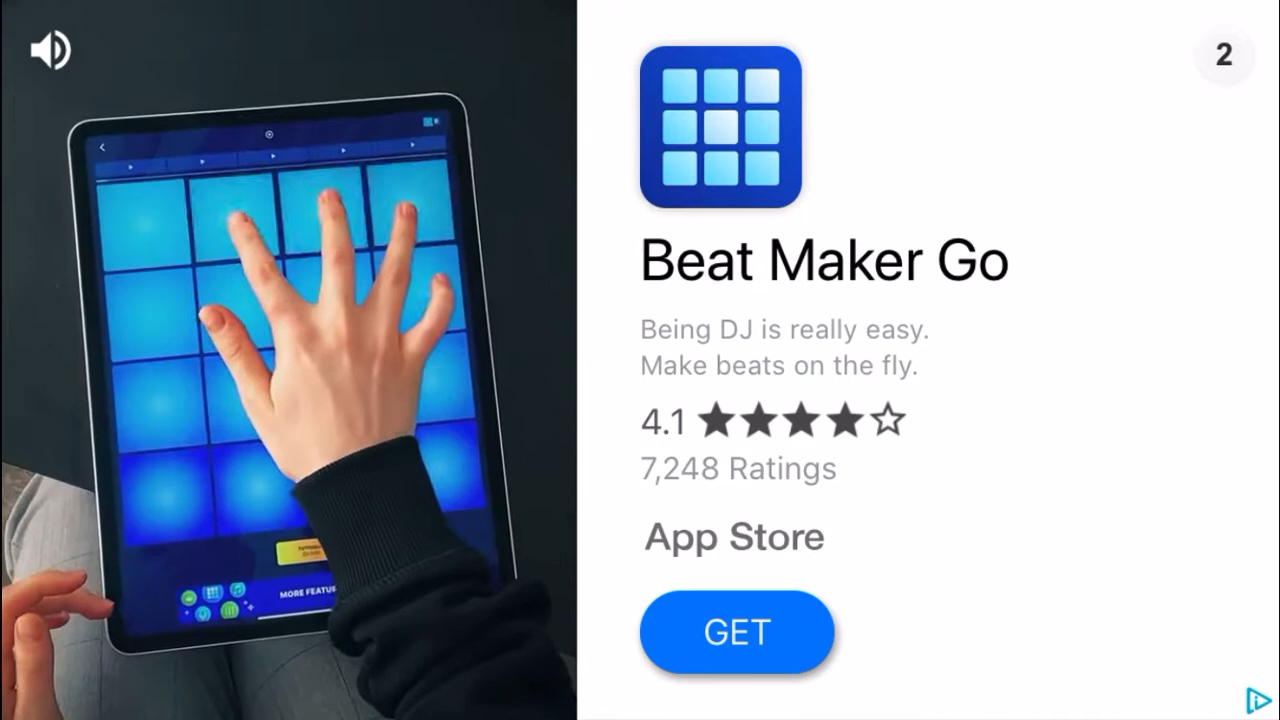 2
Beat Maker Go
Being DJ is really easy.
Make beats on the fly.
4.1
7,248 Ratings
App Store
GET
MORE